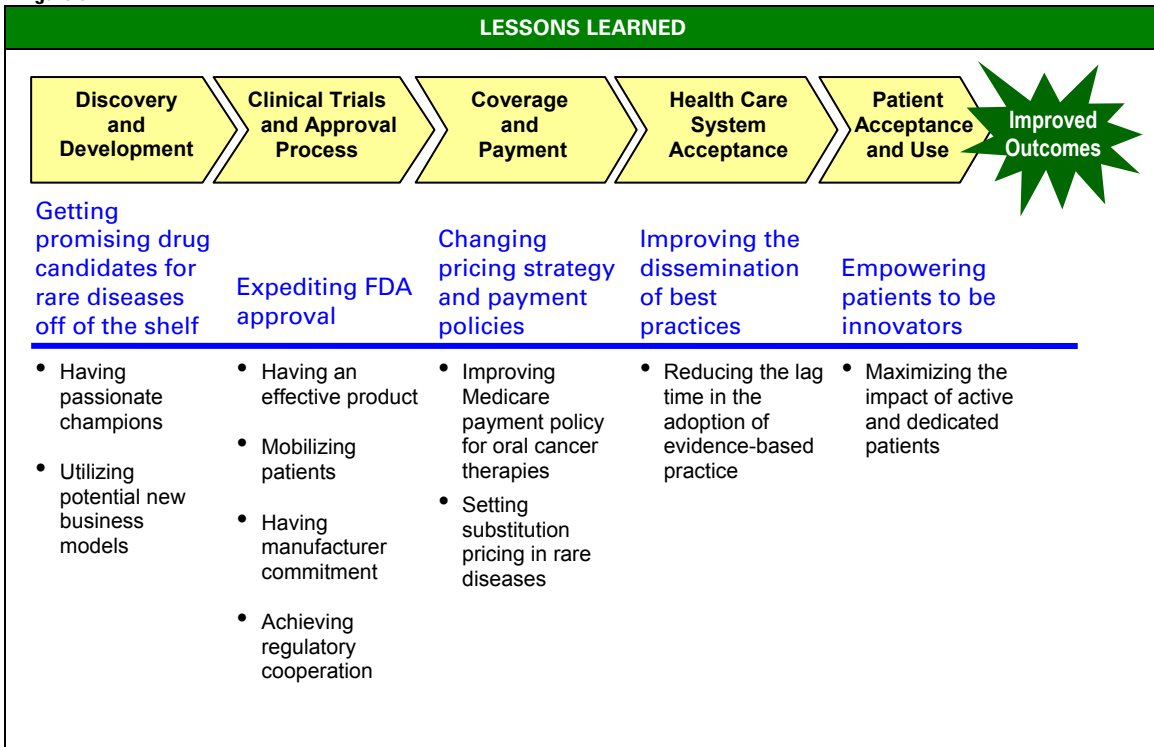 LESSONS LEARNED
Discovery
and
Development
Clinical Trials
and Approval
Process
Coverage
and
Payment
Health Care
System
Acceptance
Patient
Acceptance
and Use
Improved
Outcomes
Getting
promising drug
candidates for
rare diseases
off of the shelf
Expediting FDA
approval
Changing
pricing strategy
and payment
policies
Improving the
dissemination
of best
practices
Empowering
patients to be
innovators
• Having
passionate
champions
• Utilizing
potential new
business
models
• Having an
effective product
• Mobilizing
patients
• Having
manufacturer
commitment
• Achieving
regulatory
cooperation
• Improving
Medicare
payment policy
for oral cancer
therapies
• Setting
substitution
pricing in rare
diseases
• Reducing the lag
time in the
adoption of
evidence-based
practice
• Maximizing the
impact of active
and dedicated
patients